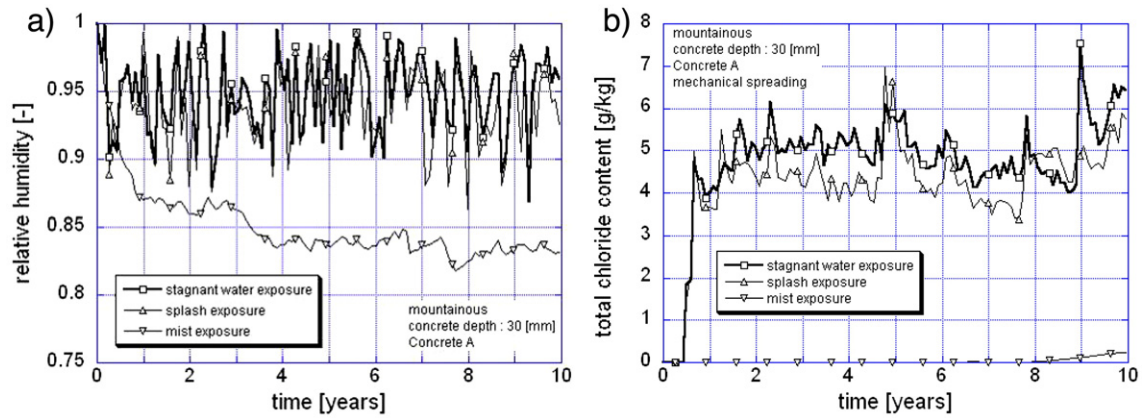 a)
1
0.95
0.9
0.85
0.8
0.75
relative humidity [-]
stagnant water exposure
splash exposure
mist exposure
mountainous
concrete depth : 30 [mm]
Concrete A
0 2 4 6 8 10
time [years]
b)
8
7
6
5
4
3
2
1
0
total chloride content [g/kg]
mountainous
concrete depth : 30 [mm]
Concrete A
mechanical spreading
stagnant water exposure
splash exposure
mist exposure
0 2 4 6 8 10
time [years]